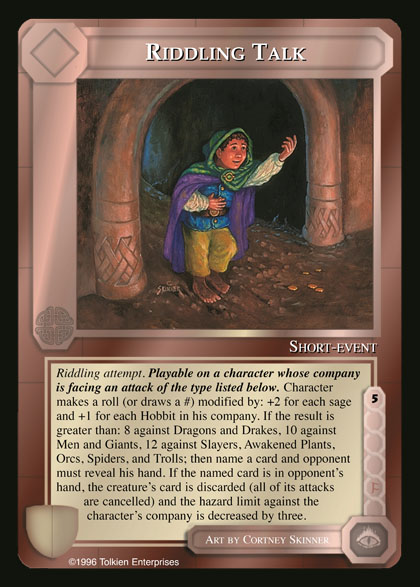 Riddling Talk
SKINNER
Short-event
Riddling attempt. Playable on a character whose company
is facing an attack of the type listed below. Character
makes a roll (or draws a #) modified by: +2 for each sage
and +1 for each Hobbit in his company. If the result is
greater than: 8 against Dragons and Drakes, 10 against
Men and Giants, 12 against Slayers, Awakened Plants,
Orcs, Spiders, and Trolls; then name a card and opponent
must reveal his hand. If the named card is in opponent's
hand, the creature's card is discarded (all of its attacks
are cancelled) and the hazard limit against the
character's company is decreased by three.
5
Art by Cortney Skinner
©1996 Tolkien Enterprises